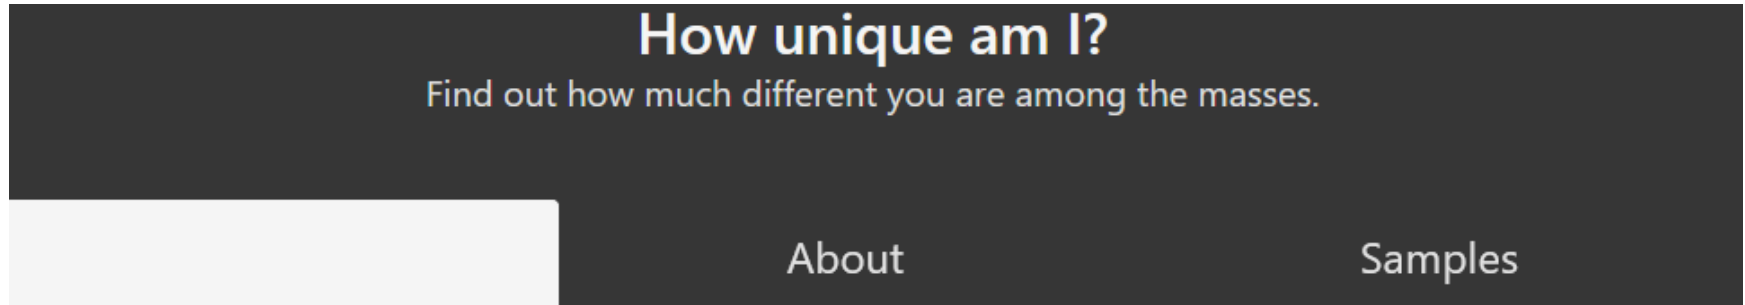 How unique am I?
Find out how much different you are among the masses.
About
Samples